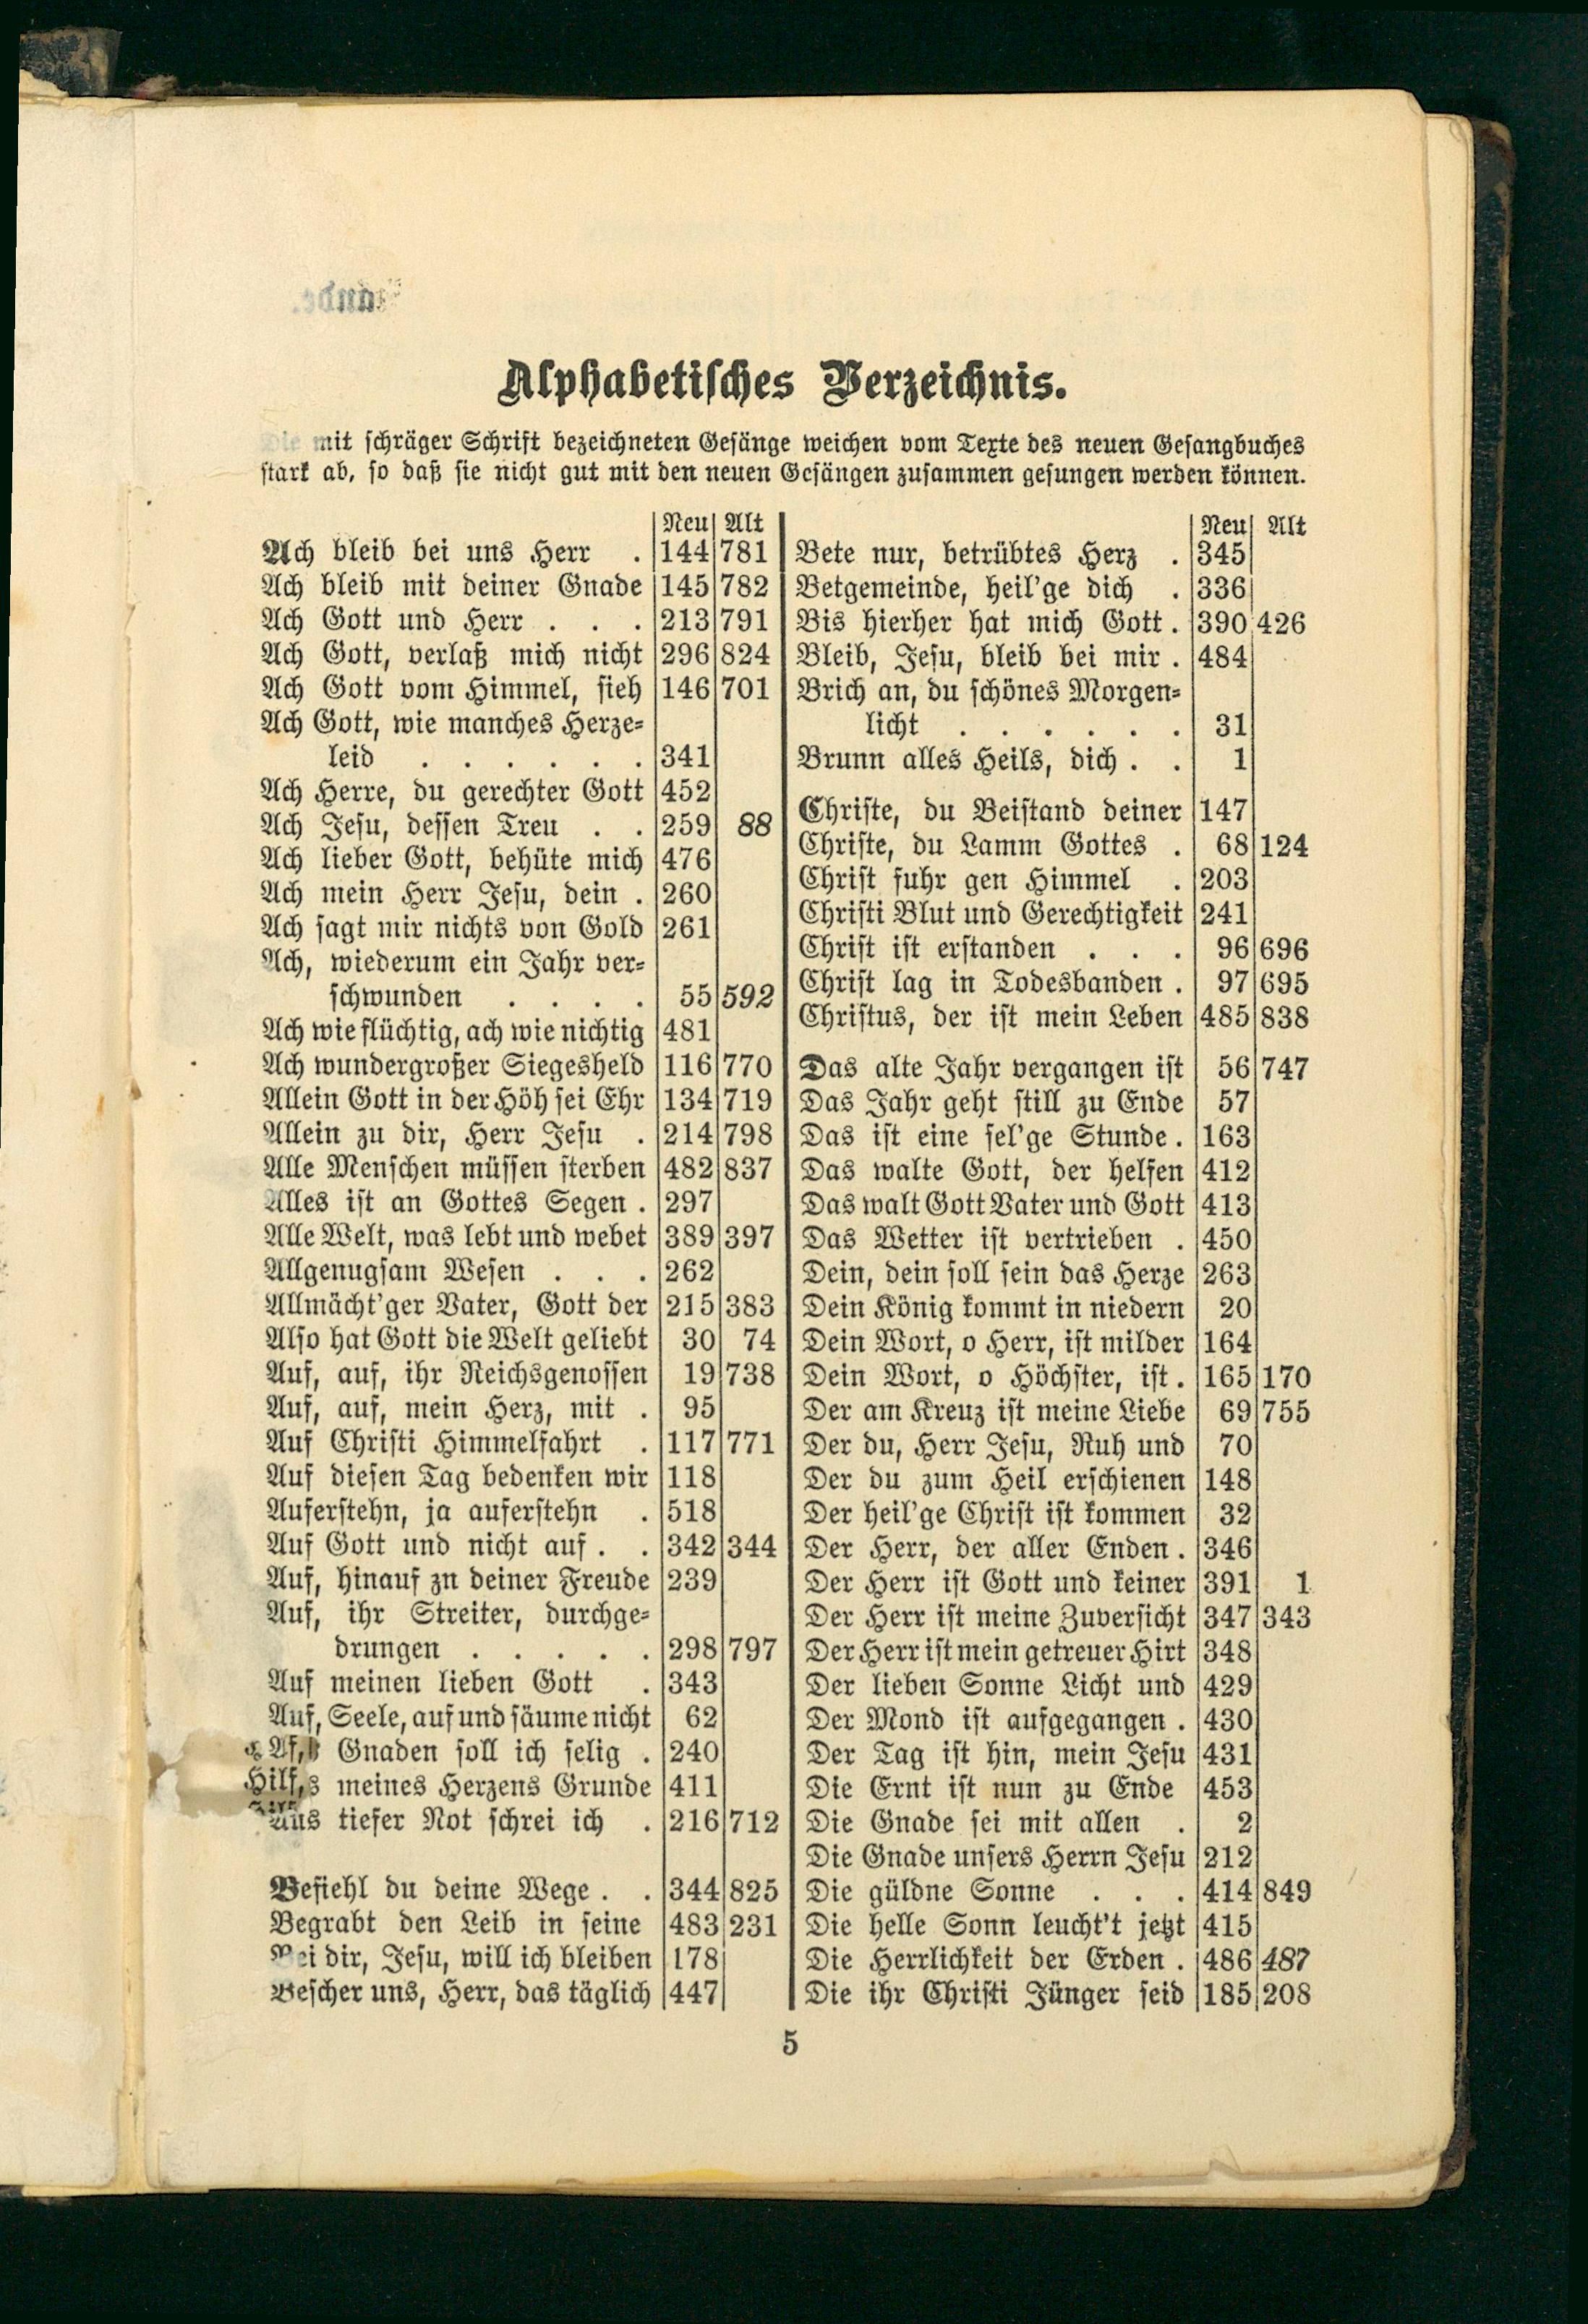 Alphabetisches Verzeichnis.
Die mit schräger Schrift bezeichneten Gesänge weichen vom Texte des neuen Gesangbuches
stark ab, so daß sie nicht gut mit den neuen Gesängen zusammen gesungen werden können.
Neu Alt
Ach bleib bei uns Herr . 144 781
Ach bleib mit deiner Gnade 145 782
Ach Gott und Herr . . . 213 791
Ach Gott, verlaß mich nicht 296 824
Ach Gott vom Himmel, sieh 146 701
Ach Gott, wie manches Herze-
leid . . . . . . 341
Ach Herre, du gerechter Gott 452
Ach Jesu, dessen Treu . . 259 88
Ach lieber Gott, behüte mich 476
Ach mein Herr Jesu, dein . 260
Ach sagt mir nichts von Gold 261
Ach, wiederum ein Jahr ver-
schwunden . . . . 55 592
Ach wie flüchtig, ach wie nichtig 481
Ach wundergroßer Siegesheld 116 770
Allein Gott in der Höh sei Ehr 134 719
Allein zu dir, Herr Jesu . 214 798
Alle Menschen müssen sterben 482 837
Alles ist an Gottes Segen . 297
Alle Welt, was lebt und webet 389 397
Allgenugsam Wesen . . . 262
Allmächt'ger Vater, Gott der 215 383
Also hat Gott die Welt geliebt 30 74
Auf, auf, ihr Reichsgenossen 19 738
Auf, auf, mein Herz, mit . 95
Auf Christi Himmelfahrt . 117 771
Auf diesen Tag bedenken wir 118
Auferstehn, ja auferstehn . 518
Auf Gott und nicht auf . . 342 344
Auf, hinauf zu deiner Freude 239
Auf, ihr Streiter, durchge-
drungen . . . . . 298 797
Auf meinen lieben Gott . 343
Auf, Seele, auf und säume nicht 62
Gnaden soll ich selig . 240
Hilf, meines Herzens Grunde 411
Aus tiefer Not schrei ich . 216 712
Befiehl du deine Wege . . 344 825
Begrabt den Leib in seine 483 231
Bei dir, Jesu, will ich bleiben 178
Bescher uns, Herr, das täglich 447
Neu Alt
Bete nur, betrübtes Herz . 345
Betgemeinde, heil'ge dich . 336
Bis hierher hat mich Gott . 390 426
Bleib, Jesu, bleib bei mir . 484
Brich an, du schönes Morgen-
licht . . . . . . 31
Brunn alles Heils, dich . . 1
Christe, du Beistand deiner 147
Christe, du Lamm Gottes . 68 124
Christ fuhr gen Himmel . 203
Christi Blut und Gerechtigkeit 241
Christ ist erstanden . . . 96 696
Christ lag in Todesbanden . 97 695
Christus, der ist mein Leben 485 838
Das alte Jahr vergangen ist 56 747
Das Jahr geht still zu Ende 57
Das ist eine sel'ge Stunde . 163
Das walte Gott, der helfen 412
Das walt Gott Vater und Gott 413
Das Wetter ist vertrieben . 450
Dein, dein soll sein das Herze 263
Dein König kommt in niedern 20
Dein Wort, o Herr, ist milder 164
Dein Wort, o Höchster, ist . 165 170
Der am Kreuz ist meine Liebe 69 755
Der du, Herr Jesu, Ruh und 70
Der du zum Heil erschienen 148
Der heil'ge Christ ist kommen 32
Der Herr, der aller Enden . 346
Der Herr ist Gott und keiner 391 1
Der Herr ist meine Zuversicht 347 343
Der Herr ist mein getreuer Hirt 348
Der lieben Sonne Licht und 429
Der Mond ist aufgegangen . 430
Der Tag ist hin, mein Jesu 431
Die Ernt ist nun zu Ende 453
Die Gnade sei mit allen . 2
Die Gnade unsers Herrn Jesu 212
Die güldne Sonne . . . 414 849
Die helle Sonn leucht't jetzt 415
Die Herrlichkeit der Erden . 486 487
Die ihr Christi Jünger seid 185 208
5